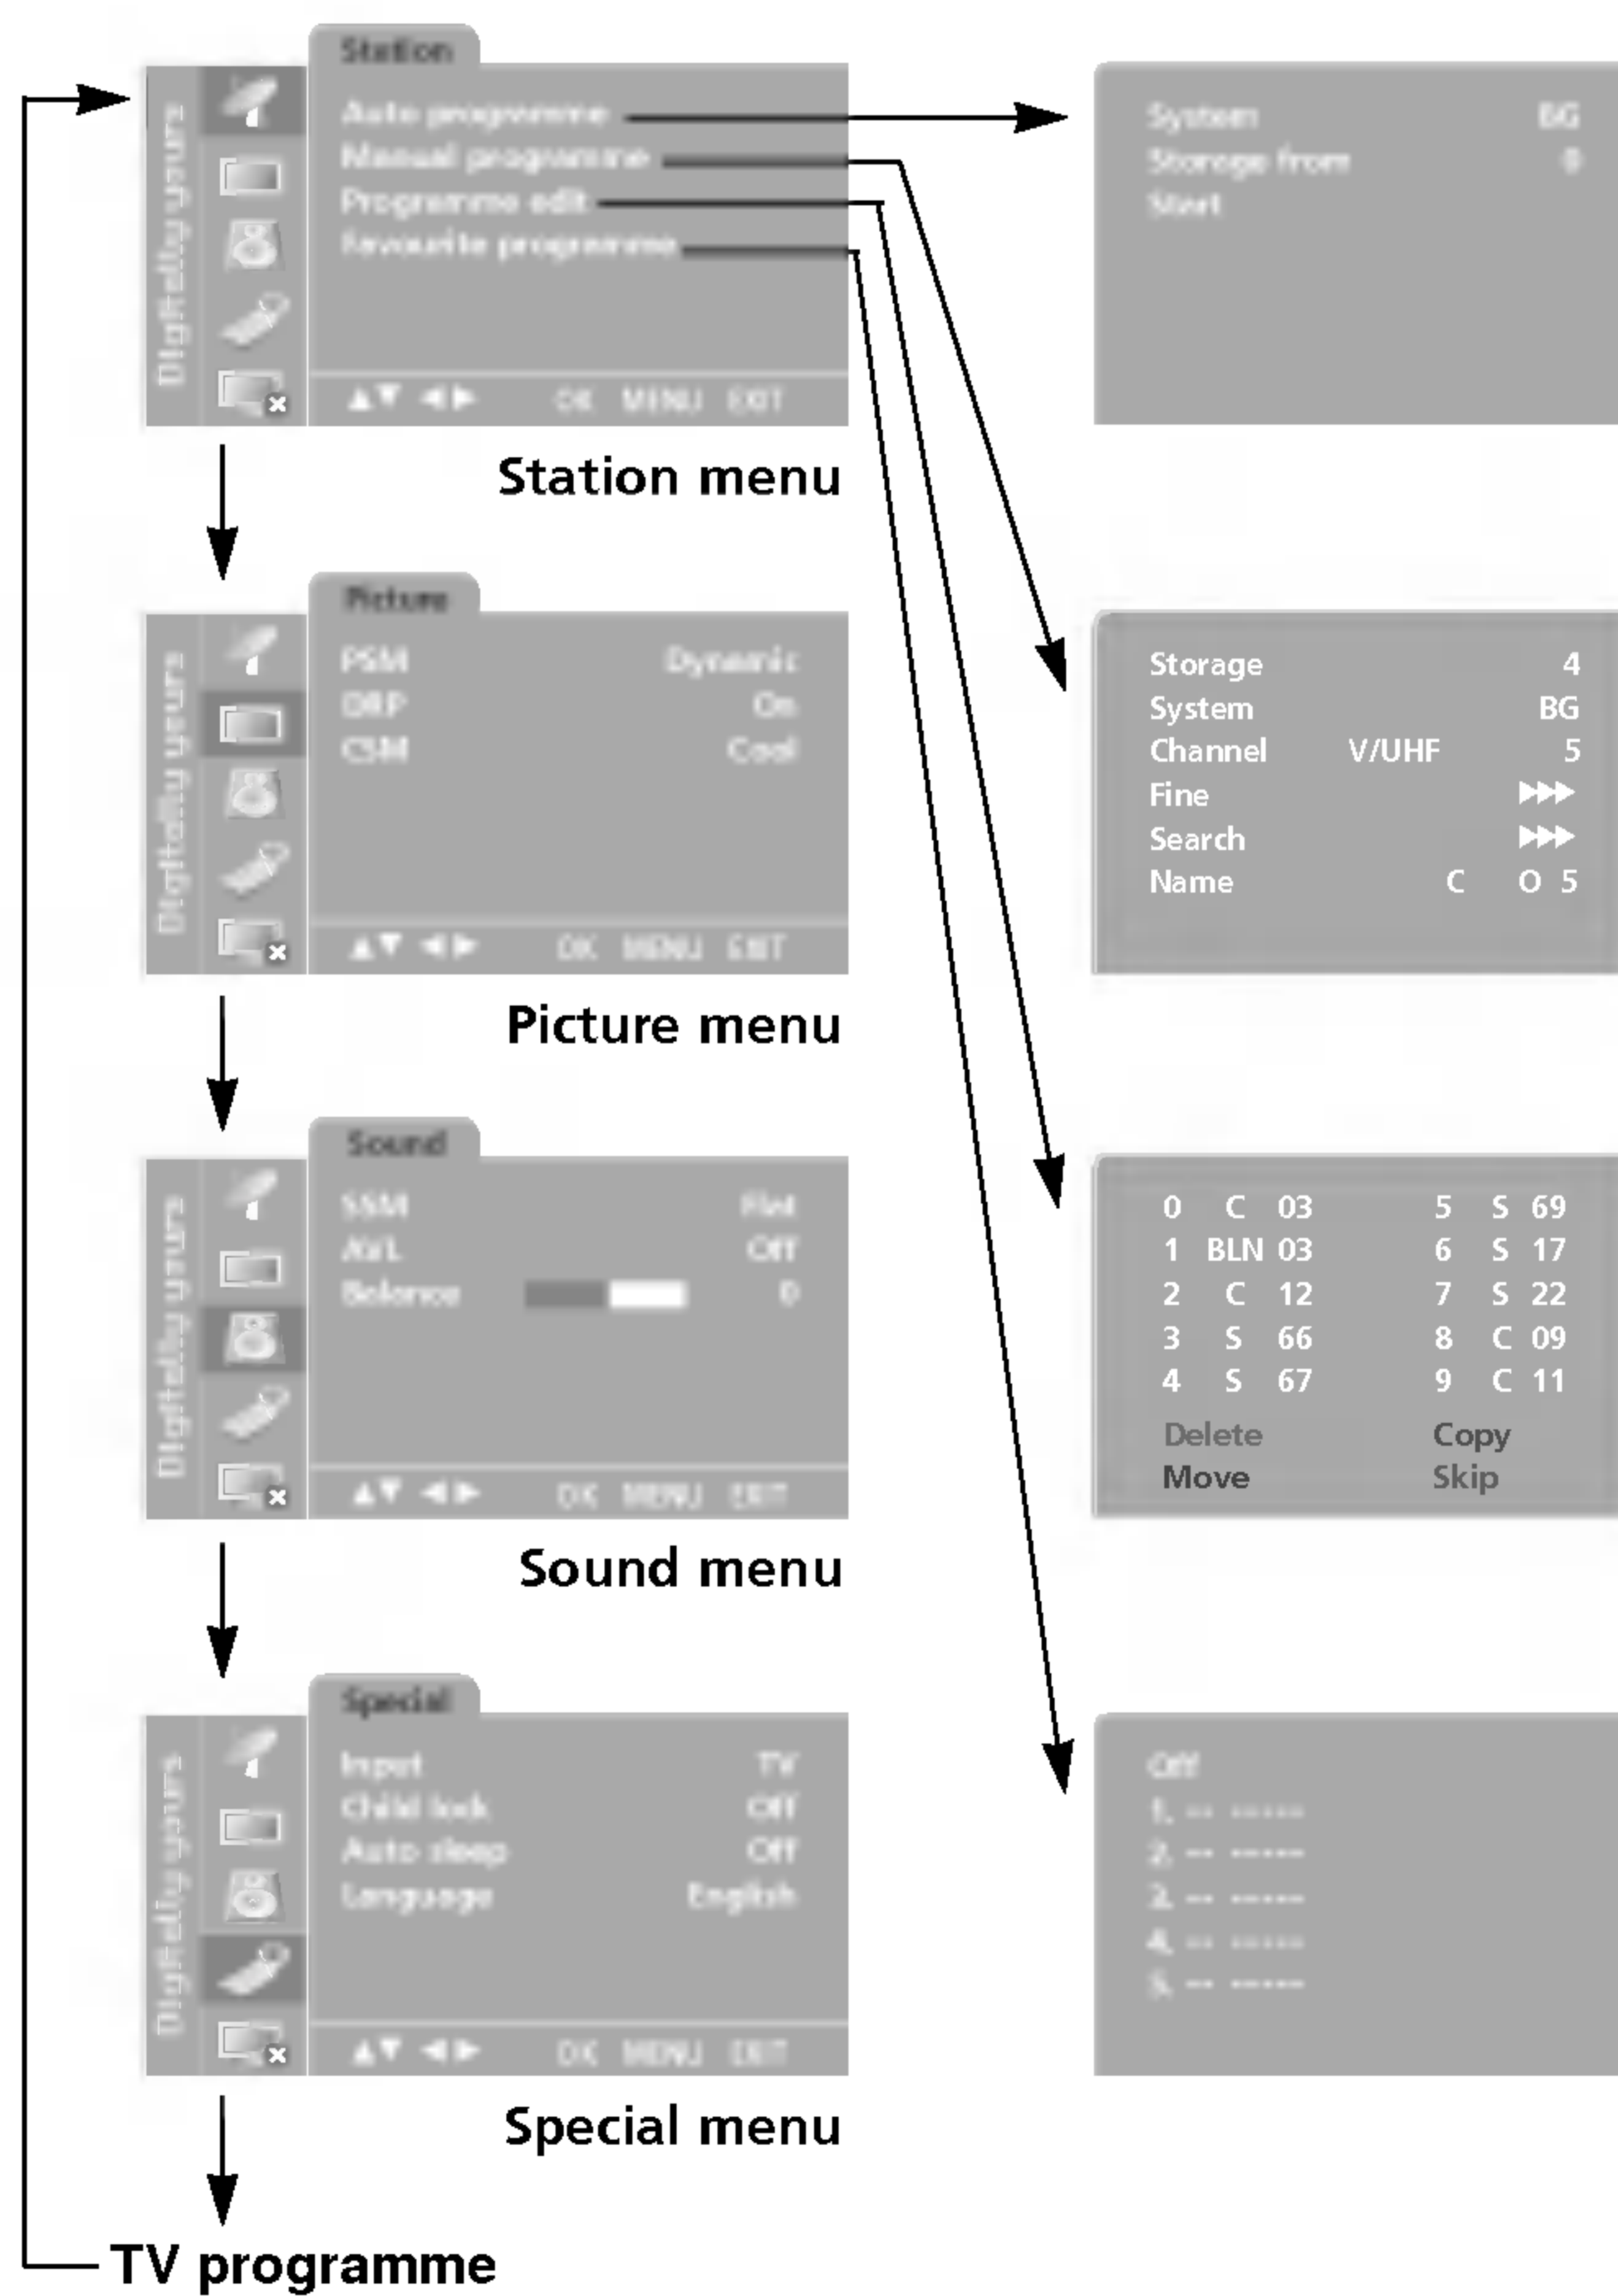 Station
Auto programme
Manual programme
Programme edit
Favourite programme
OK MENU EXIT
Station menu
System BG
Storage from 0
Start
Picture
PSM Dynamic
DRP On
CSM Cool
OK MENU EXIT
Picture menu
Storage 4
System BG
Channel V/UHF 5
Fine
Search
Name C O 5
Sound
SSM Flat
AVL Off
Balance 0
OK MENU EXIT
Sound menu
0 C 03 5 S 69
1 BLN 03 6 S 17
2 C 12 7 S 22
3 S 66 8 C 09
4 S 67 9 C 11
Delete Copy
Move Skip
Special
Input TV
Child lock Off
Auto sleep Off
Language English
OK MENU EXIT
Special menu
Off
1. -- -----
2. -- -----
3. -- -----
4. -- -----
5. -- -----
TV programme